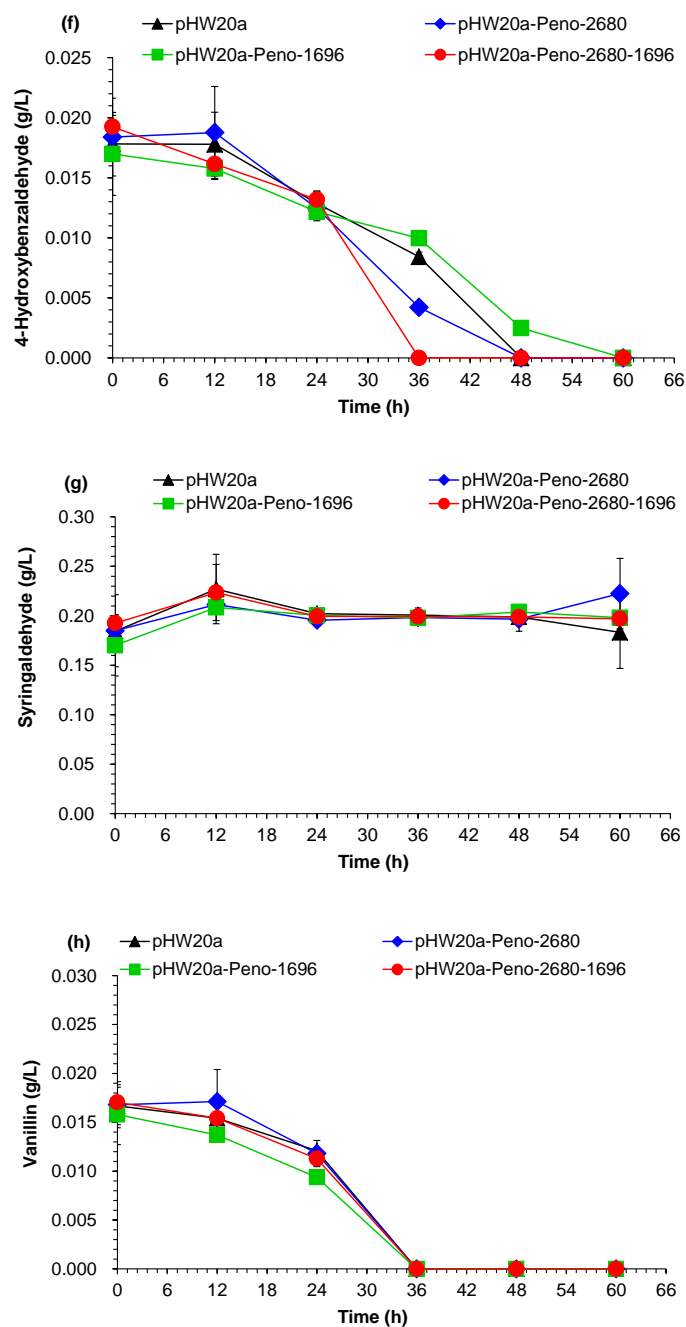 (f)
pHW20a
pHW20a-Peno-2680
pHW20a-Peno-1696
pHW20a-Peno-2680-1696
4-Hydroxybenzaldehyde (g/L)
0.025
0.020
0.015
0.010
0.005
0.000
0 6 12 18 24 30 36 42 48 54 60 66
Time (h)
(g)
pHW20a
pHW20a-Peno-2680
pHW20a-Peno-1696
pHW20a-Peno-2680-1696
Syringaldehyde (g/L)
0.30
0.25
0.20
0.15
0.10
0.05
0.00
0 6 12 18 24 30 36 42 48 54 60 66
Time (h)
(h)
pHW20a
pHW20a-Peno-2680
pHW20a-Peno-1696
pHW20a-Peno-2680-1696
Vanillin (g/L)
0.030
0.025
0.020
0.015
0.010
0.005
0.000
0 6 12 18 24 30 36 42 48 54 60 66
Time (h)